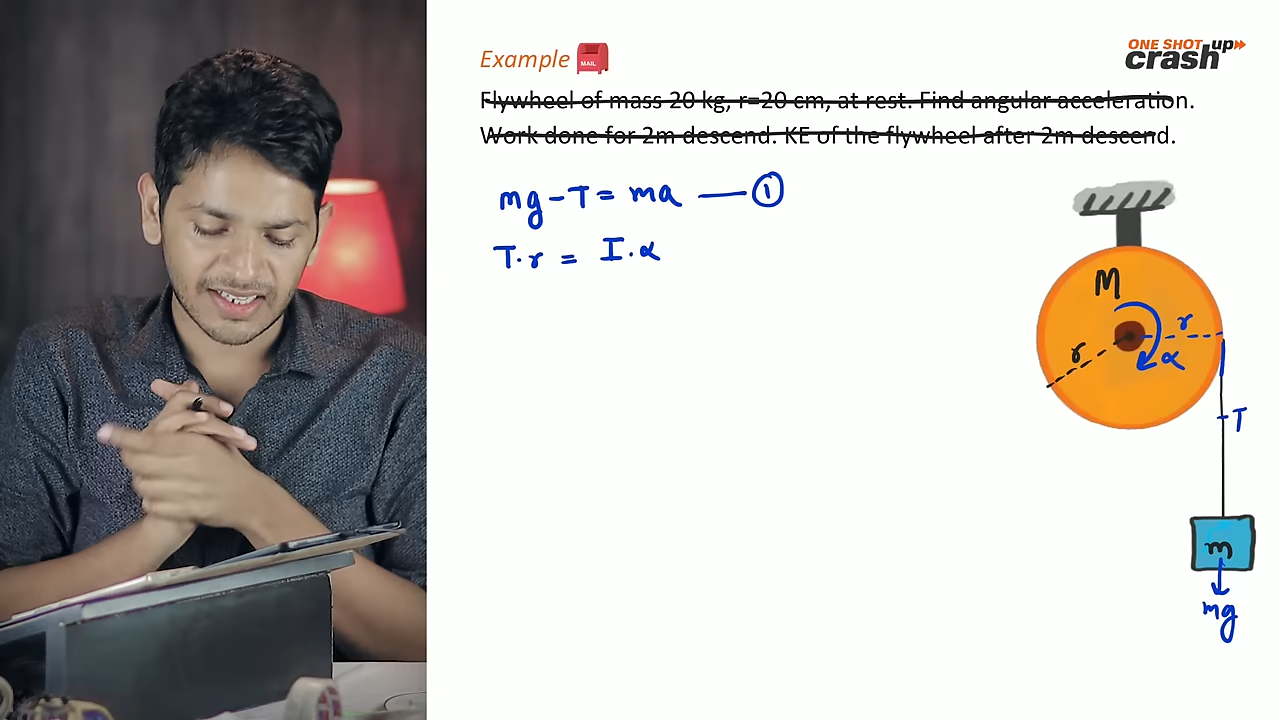 Example
MAIL
ONE SHOT up
crash
Flywheel of mass 20 kg, r=20 cm, at rest. Find angular acceleration.
Work done for 2m descend. KE of the flywheel after 2m descend.
mg-T = ma — ①
T·r = I·α
M
r
r
α
T
m
mg